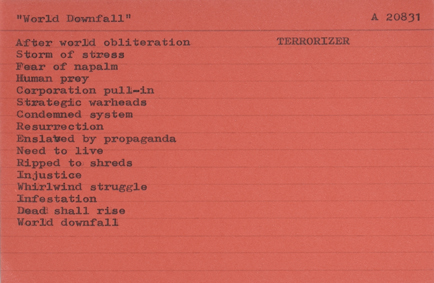 "World Downfall" A 20831
After world obliteration TERRORIZER
Storm of stress
Fear of napalm
Human prey
Corporation pull-in
Strategic warheads
Condemned system
Resurrection
Enslaved by propaganda
Need to live
Ripped to shreds
Injustice
Whirlwind struggle
Infestation
Dead shall rise
World downfall